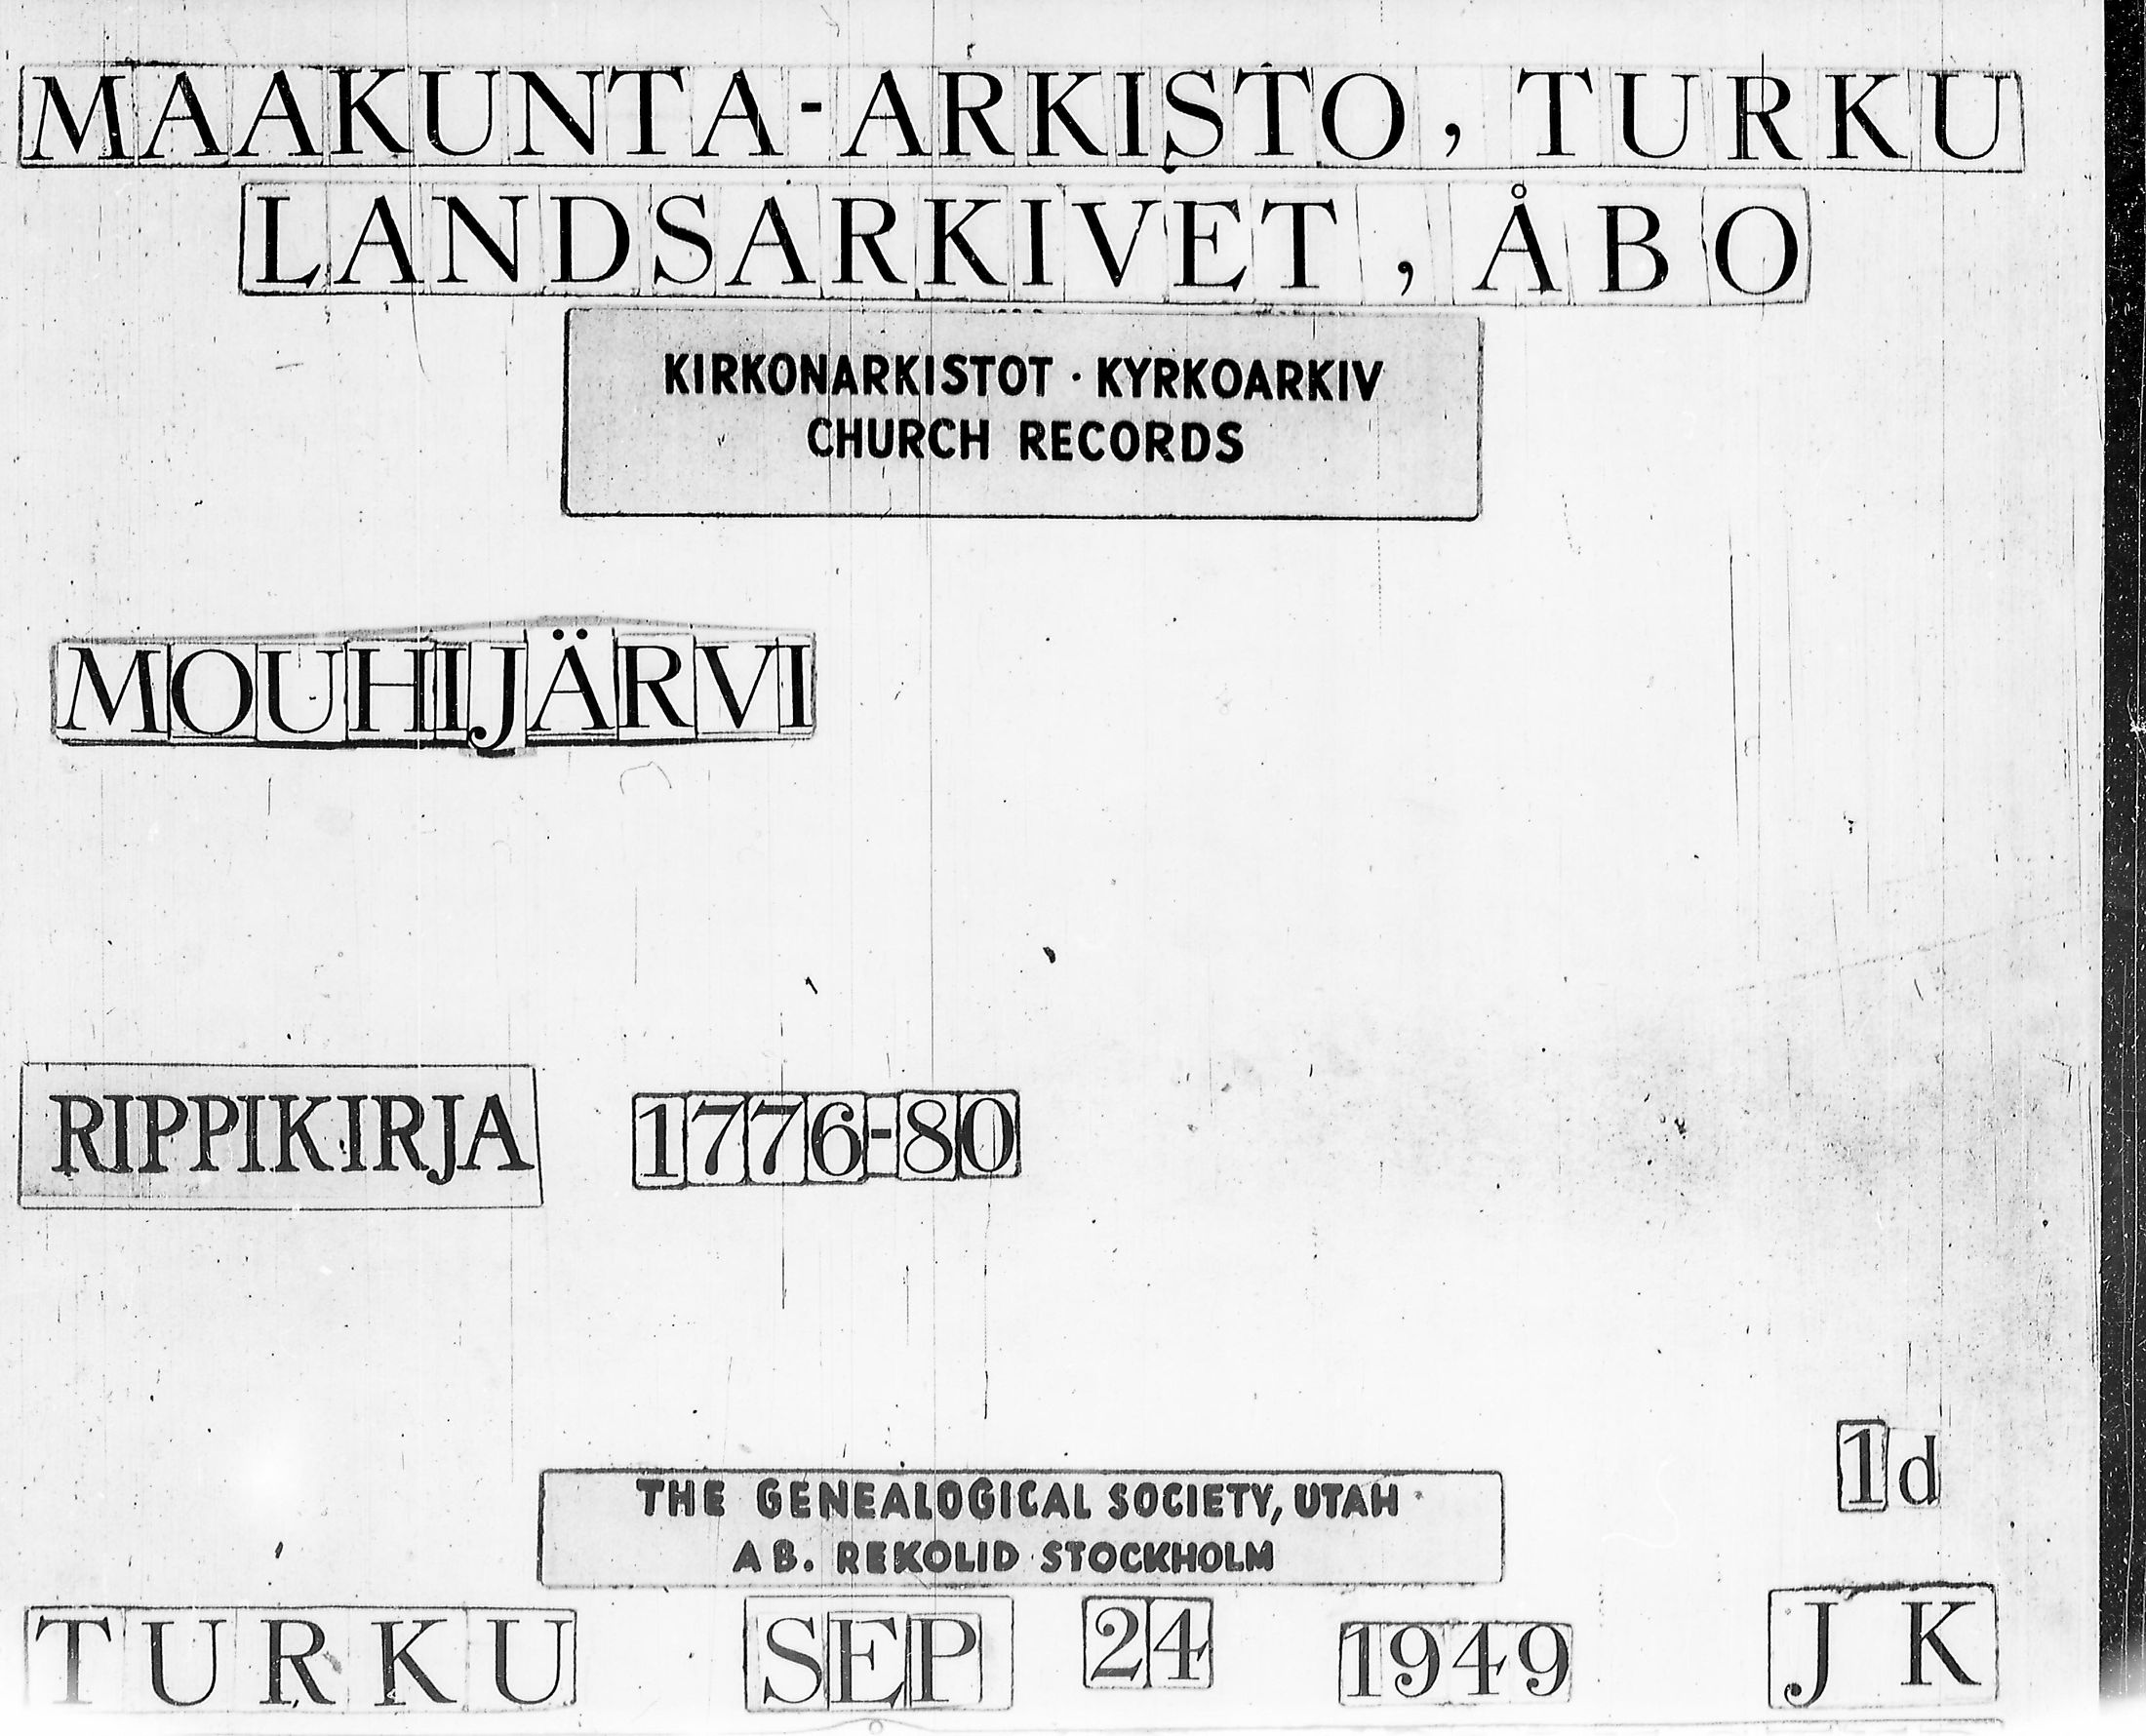 MAAKUNTA-ARKISTO, TURKU
LANDSARKIVET, ÅBO
KIRKONARKISTOT · KYRKOARKIV
CHURCH RECORDS
MOUHIJÄRVI
RIPPIKIRJA 1776-80
1d
THE GENEALOGICAL SOCIETY, UTAH
AB. REKOLID STOCKHOLM
TURKU SEP 24 1949 J K